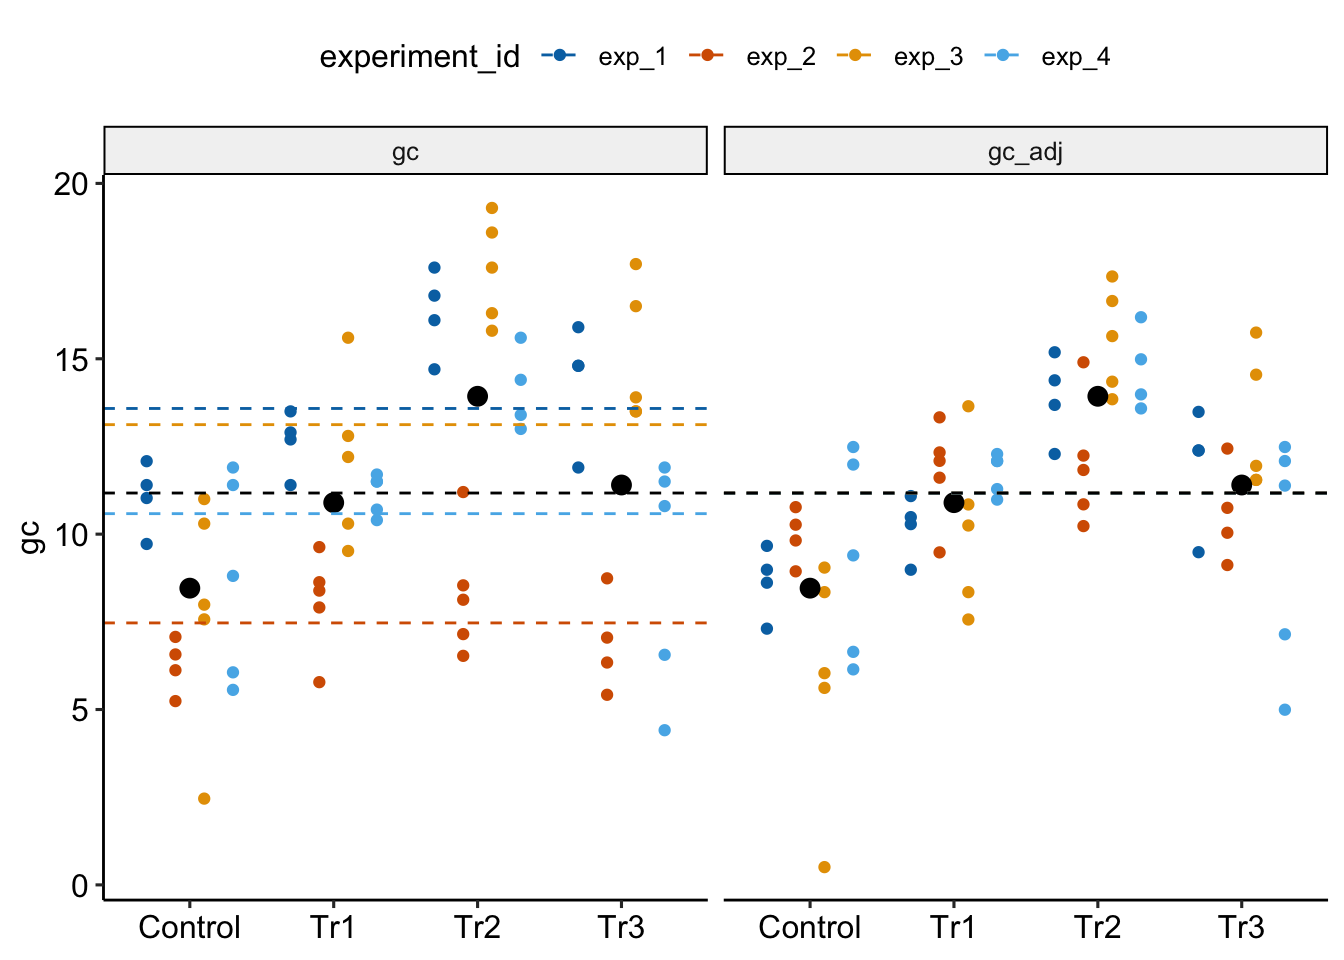 experiment_id exp_1 exp_2 exp_3 exp_4
gc gc_adj
20
15
10
5
0
gc
Control Tr1 Tr2 Tr3 Control Tr1 Tr2 Tr3